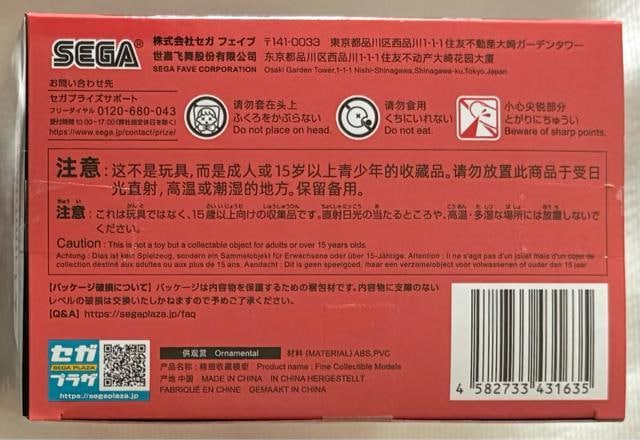 SEGA®
株式会社セガ フェイブ 〒141-0033 東京都品川区西品川1-1-1住友不動産大崎ガーデンタワー
世嘉飞舞股份有限公司 东京都品川区西品川1-1-1住友不动产大崎花园大厦
SEGA FAVE CORPORATION Osaki Garden Tower,1-1-1 Nishi-Shinagawa,Shinagawa-ku,Tokyo,Japan
お問い合わせ先
セガプライズサポート
フリーダイヤル 0120-680-043
受付時間 10:00~17:00(弊社指定休日を除く)
https://www.sega.jp/contact/prize/
请勿套在头上
ふくろをかぶらない
Do not place on head.
请勿食用
くちにいれない
Do not eat.
小心尖锐部分
とがりにちゅうい
Beware of sharp points.
注意:这不是玩具,而是成人或15岁以上青少年的收藏品。请勿放置此商品于受日
光直射,高温或潮湿的地方。保留备用。
注意:これは玩具ではなく、15歳以上向けの収集品です。直射日光の当たるところや、高温・多湿な場所には放置しないで
ください。
Caution : This is not a toy but a collectable object for adults or over 15 years old.
Achtung : Dies ist kein Spielzeug, sondern ein Sammelobjekt für Erwachsene oder über 15-Jährige. Attention : Il ne s'agit pas d'un jouet mais d'un objet de
collection destiné aux adultes ou aux plus de 15 ans. Aandacht : Dit is geen speelgoed, maar een verzamelobject voor volwassenen of ouder dan 15 jaar.
【パッケージ破損について】パッケージは内容物を保護するための梱包材です。内容物に支障のない
レベルの破損は交換いたしかねますので予めご了承ください。
【Q&A】https://segaplaza.jp/faq
セガ
SEGA PLAZA
プラザ
https://segaplaza.jp
供观赏 Ornamental 材料 (MATERIAL) ABS,PVC
产品名称:精细收藏模型 Product name : Fine Collectible Models
产地 中国 MADE IN CHINA IN CHINA HERGESTELLT
FABRIQUÉ EN CHINE GEMAAKT IN CHINA
4 582733 431635